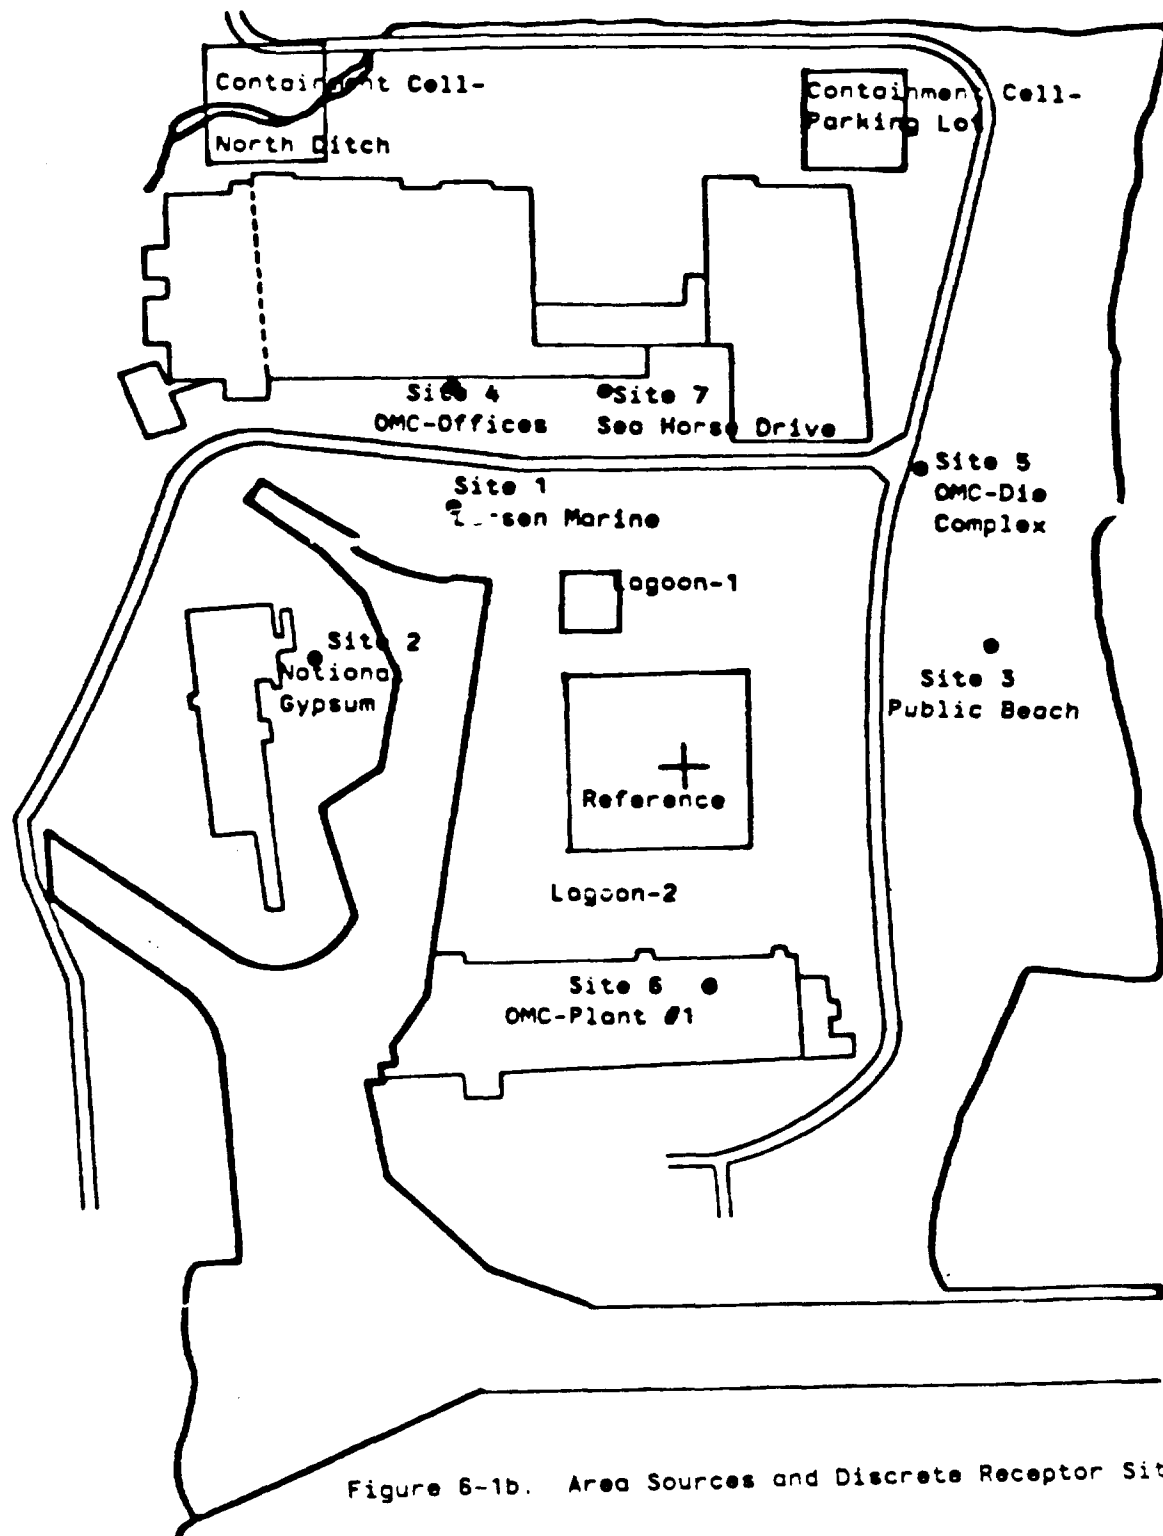 Containment Cell-
North Ditch
Containment Cell-
Parking Lot
Site 4
OMC-Offices
Site 7
Sea Horse Drive
Site 5
OMC-Die
Complex
Site 1
Marine
Lagoon-1
Site 2
National
Gypsum
Site 3
Public Beach
Reference
Lagoon-2
Site 6
OMC-Plant #1
Figure 6-1b. Area Sources and Discrete Receptor Sit